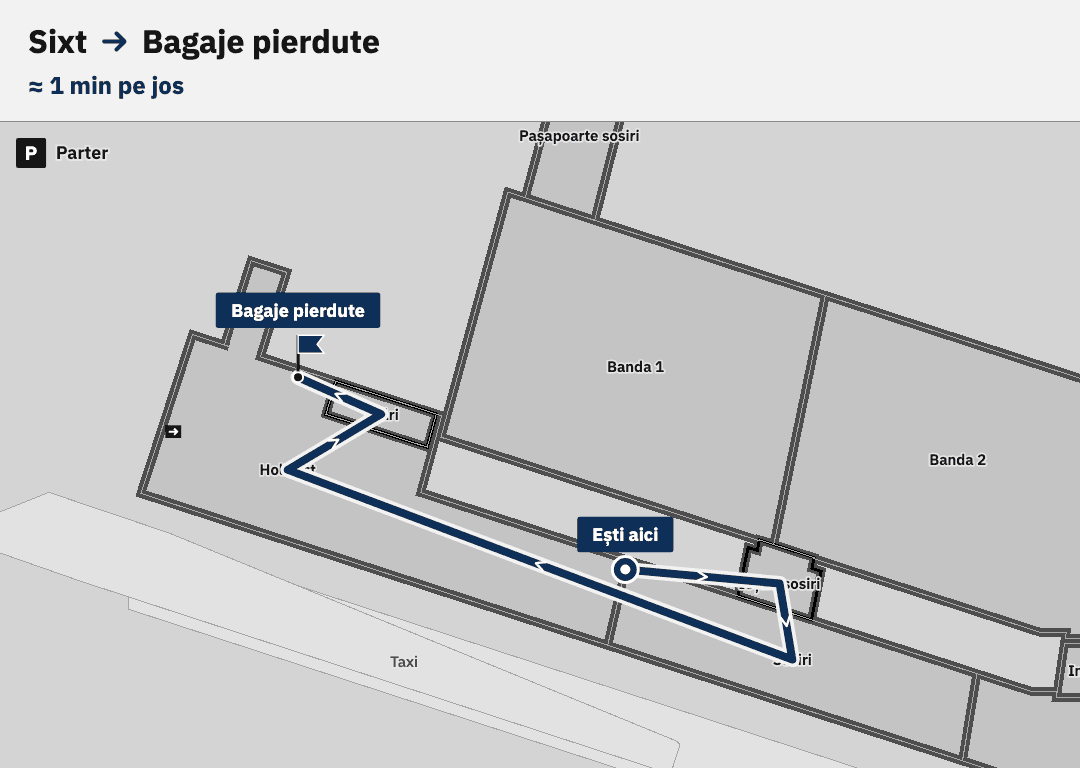 Sixt → Bagaje pierdute
≈ 1 min pe jos
Pașapoarte sosiri
P Parter
Bagaje pierdute
Banda 1
Banda 2
Ești aici
sosiri
Taxi